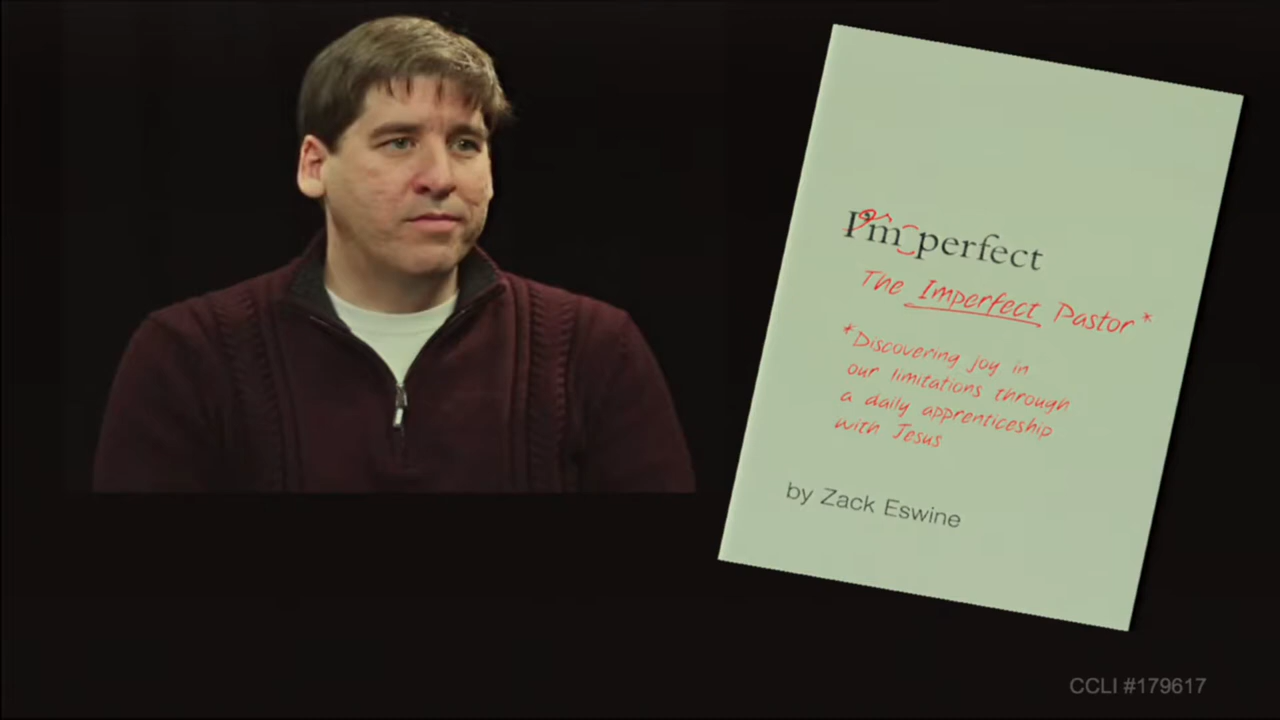 I'm perfect
The Imperfect Pastor*
*Discovering joy in
our limitations through
a daily apprenticeship
with Jesus
by Zack Eswine
CCLI #179617